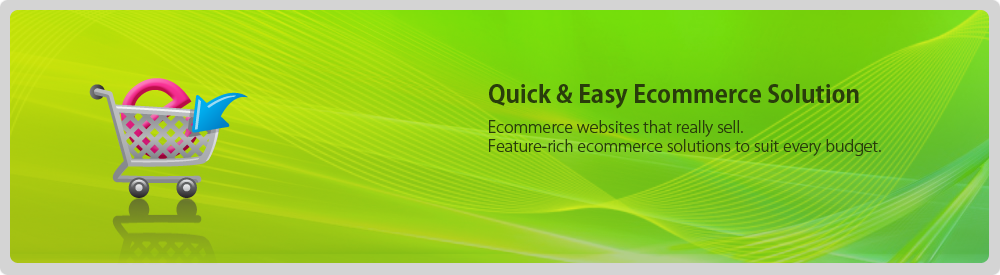 Quick & Easy Ecommerce Solution
Ecommerce websites that really sell.
Feature-rich ecommerce solutions to suit every budget.